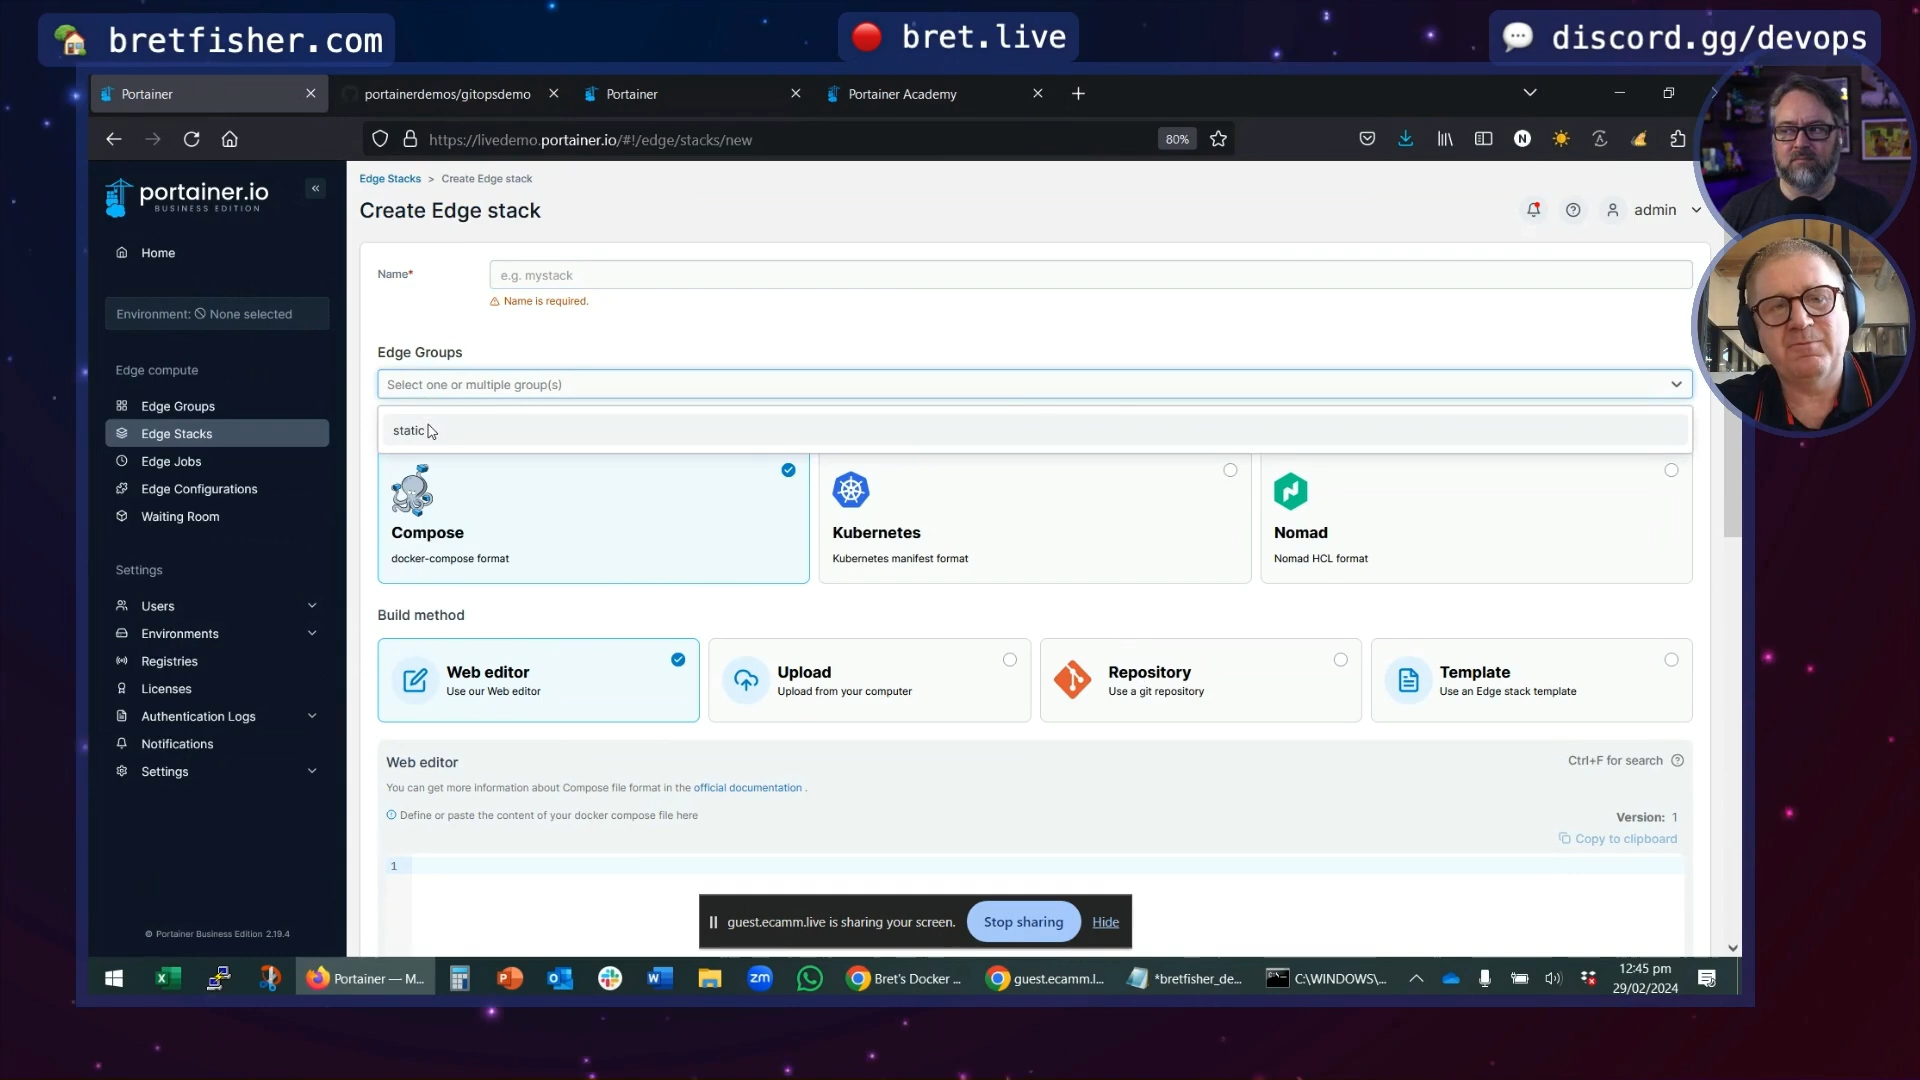 bretfisher.com
bret.live
discord.gg/devops
Portainer
portainerdemos/gitopsdemo
Portainer
Portainer Academy
https://livedemo.portainer.io/#!/edge/stacks/new
80%
portainer.io
BUSINESS EDITION
Edge Stacks > Create Edge stack
Create Edge stack
admin
Home
Environment: None selected
Edge compute
Edge Groups
Edge Stacks
Edge Jobs
Edge Configurations
Waiting Room
Settings
Users
Environments
Registries
Licenses
Authentication Logs
Notifications
Settings
© Portainer Business Edition 2.19.4
Name*
e.g. mystack
Name is required.
Edge Groups
Select one or multiple group(s)
static
Compose
docker-compose format
Kubernetes
Kubernetes manifest format
Nomad
Nomad HCL format
Build method
Web editor
Use our Web editor
Upload
Upload from your computer
Repository
Use a git repository
Template
Use an Edge stack template
Web editor
Ctrl+F for search
You can get more information about Compose file format in the official documentation .
Define or paste the content of your docker compose file here
Version: 1
Copy to clipboard
1
guest.ecamm.live is sharing your screen.
Stop sharing
Hide
Portainer — M...
zm
Bret's Docker ...
guest.ecamm.l...
*bretfisher_de...
C:\WINDOWS\...
12:45 pm
29/02/2024